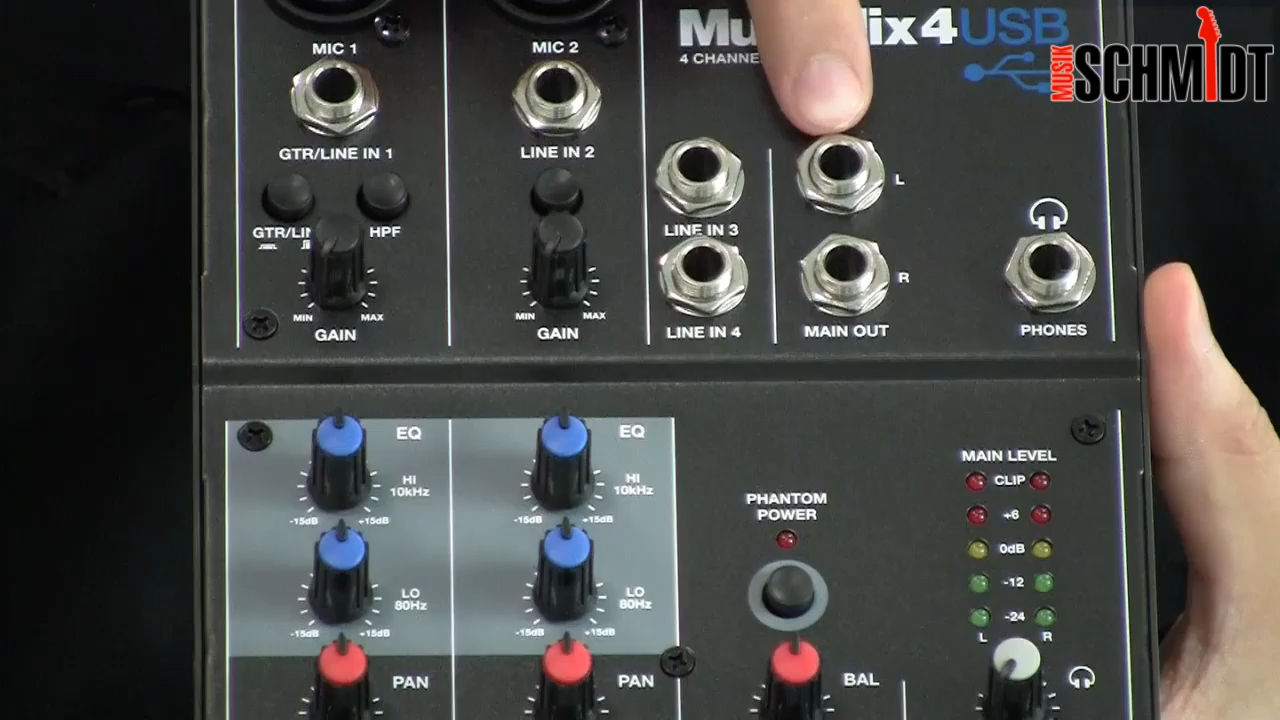 MIC 1
MIC 2
4USB
4
MUSIK SCHMIDT
GTR/LINE IN 1
LINE IN 2
L
LINE IN 3
HPF
R
MIN MAX
GAIN
MIN MAX
GAIN
LINE IN 4
MAIN OUT
PHONES
EQ
HI
10kHz
-15dB +15dB
EQ
HI
10kHz
-15dB +15dB
LO
80Hz
-15dB +15dB
LO
80Hz
-15dB +15dB
PHANTOM
POWER
MAIN LEVEL
CLIP
+6
0dB
-12
-24
L R
PAN
PAN
BAL